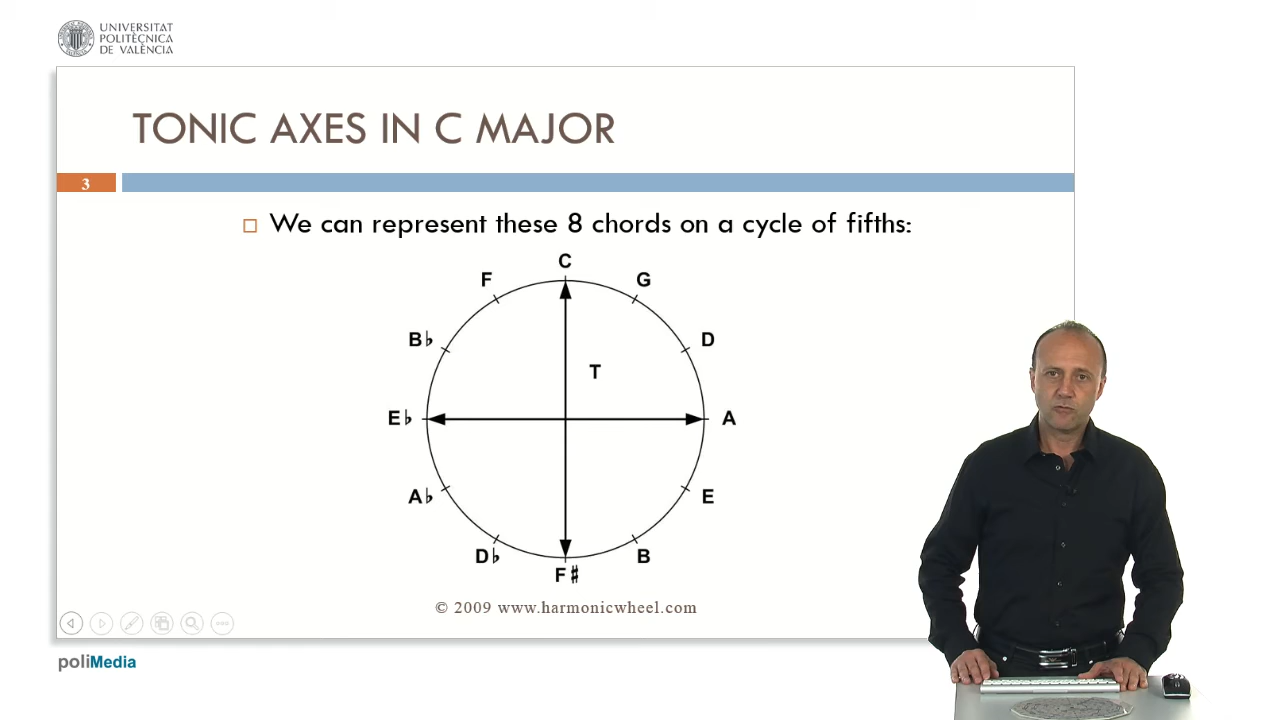 UNIVERSITAT
POLITÈCNICA
DE VALÈNCIA
TONIC AXES IN C MAJOR
3
We can represent these 8 chords on a cycle of fifths:
C
F
G
B♭
D
T
E♭
A
A♭
E
D♭
B
F♯
© 2009 www.harmonicwheel.com
poliMedia